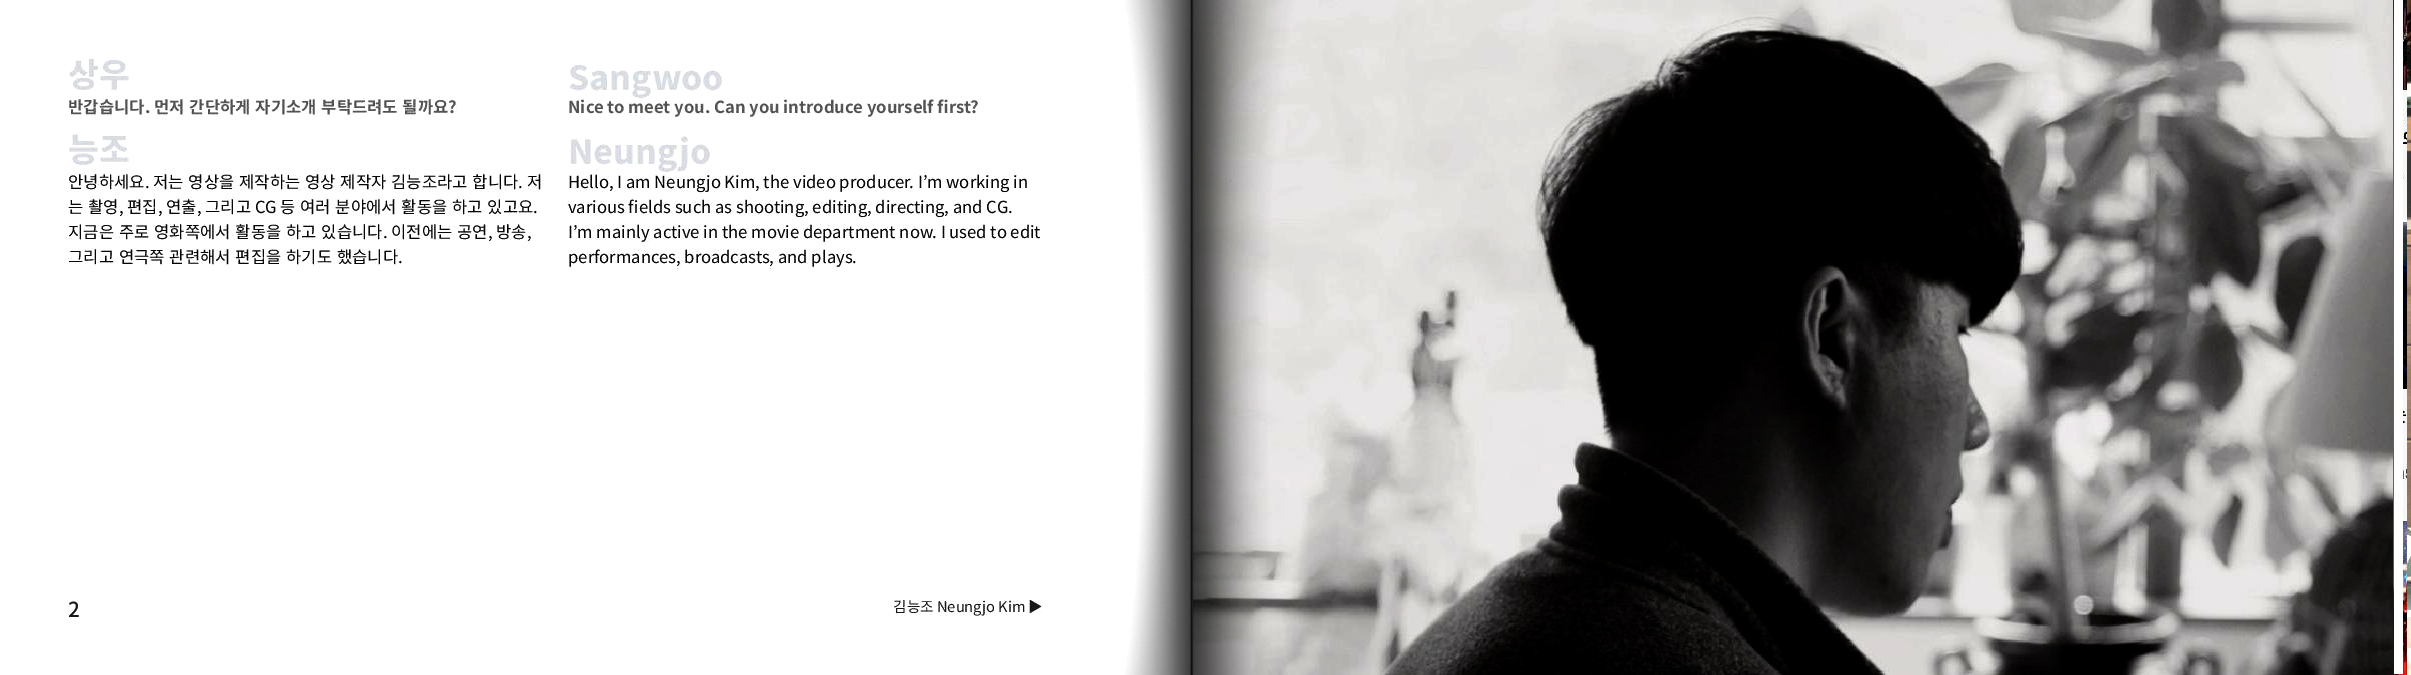 상우
반갑습니다. 먼저 간단하게 자기소개 부탁드려도 될까요?
능조
안녕하세요. 저는 영상을 제작하는 영상 제작자 김능조라고 합니다. 저
는 촬영, 편집, 연출, 그리고 CG 등 여러 분야에서 활동을 하고 있고요.
지금은 주로 영화쪽에서 활동을 하고 있습니다. 이전에는 공연, 방송,
그리고 연극쪽 관련해서 편집을 하기도 했습니다.
Sangwoo
Nice to meet you. Can you introduce yourself first?
Neungjo
Hello, I am Neungjo Kim, the video producer. I’m working in
various fields such as shooting, editing, directing, and CG.
I’m mainly active in the movie department now. I used to edit
performances, broadcasts, and plays.
2
김능조 Neungjo Kim ▶